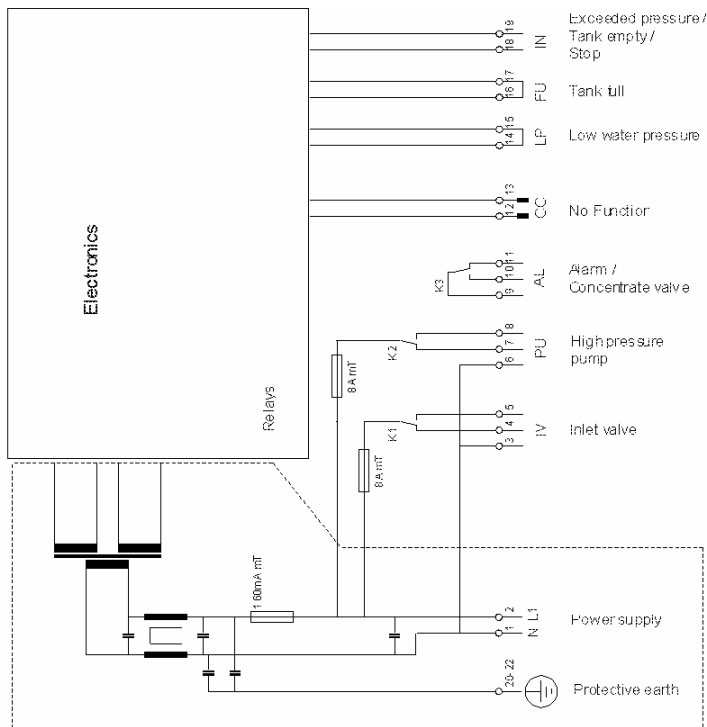 Electronics
Relays
19
18
IN
Exceeded pressure /
Tank empty /
Stop
17
16
FU
Tank full
15
14
LP
Low water pressure
13
12
CC
No Function
11
10
9
AL
K3
Alarm /
Concentrate valve
8
7
6
PU
K2
High pressure
pump
8 A mT
5
4
3
IV
K1
Inlet valve
8 A mT
160mA mT
2
1
L1
N
Power supply
20-22
Protective earth